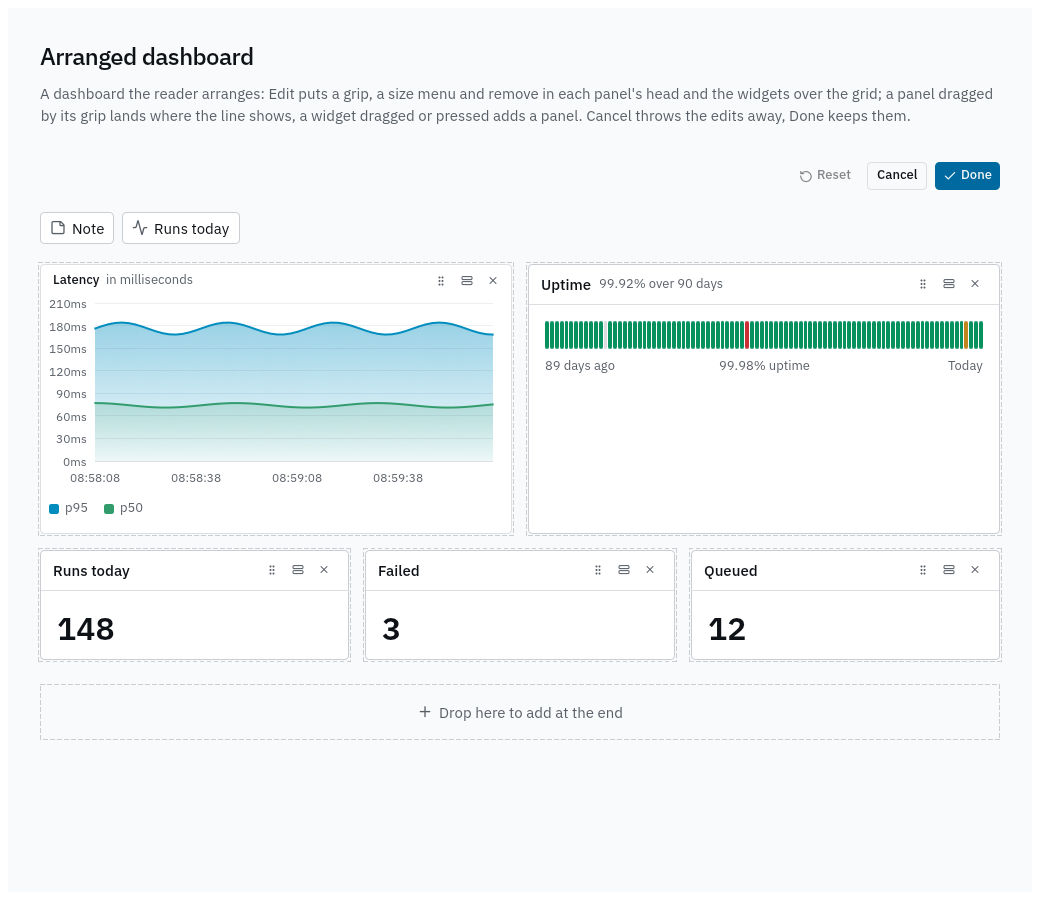 Arranged dashboard
A dashboard the reader arranges: Edit puts a grip, a size menu and remove in each panel's head and the widgets over the grid; a panel dragged
by its grip lands where the line shows, a widget dragged or pressed adds a panel. Cancel throws the edits away, Done keeps them.
Reset Cancel Done
Note Runs today
Latency in milliseconds
210ms
180ms
150ms
120ms
90ms
60ms
30ms
0ms
08:58:08 08:58:38 08:59:08 08:59:38
p95 p50
Uptime 99.92% over 90 days
89 days ago 99.98% uptime Today
Runs today
148
Failed
3
Queued
12
Drop here to add at the end